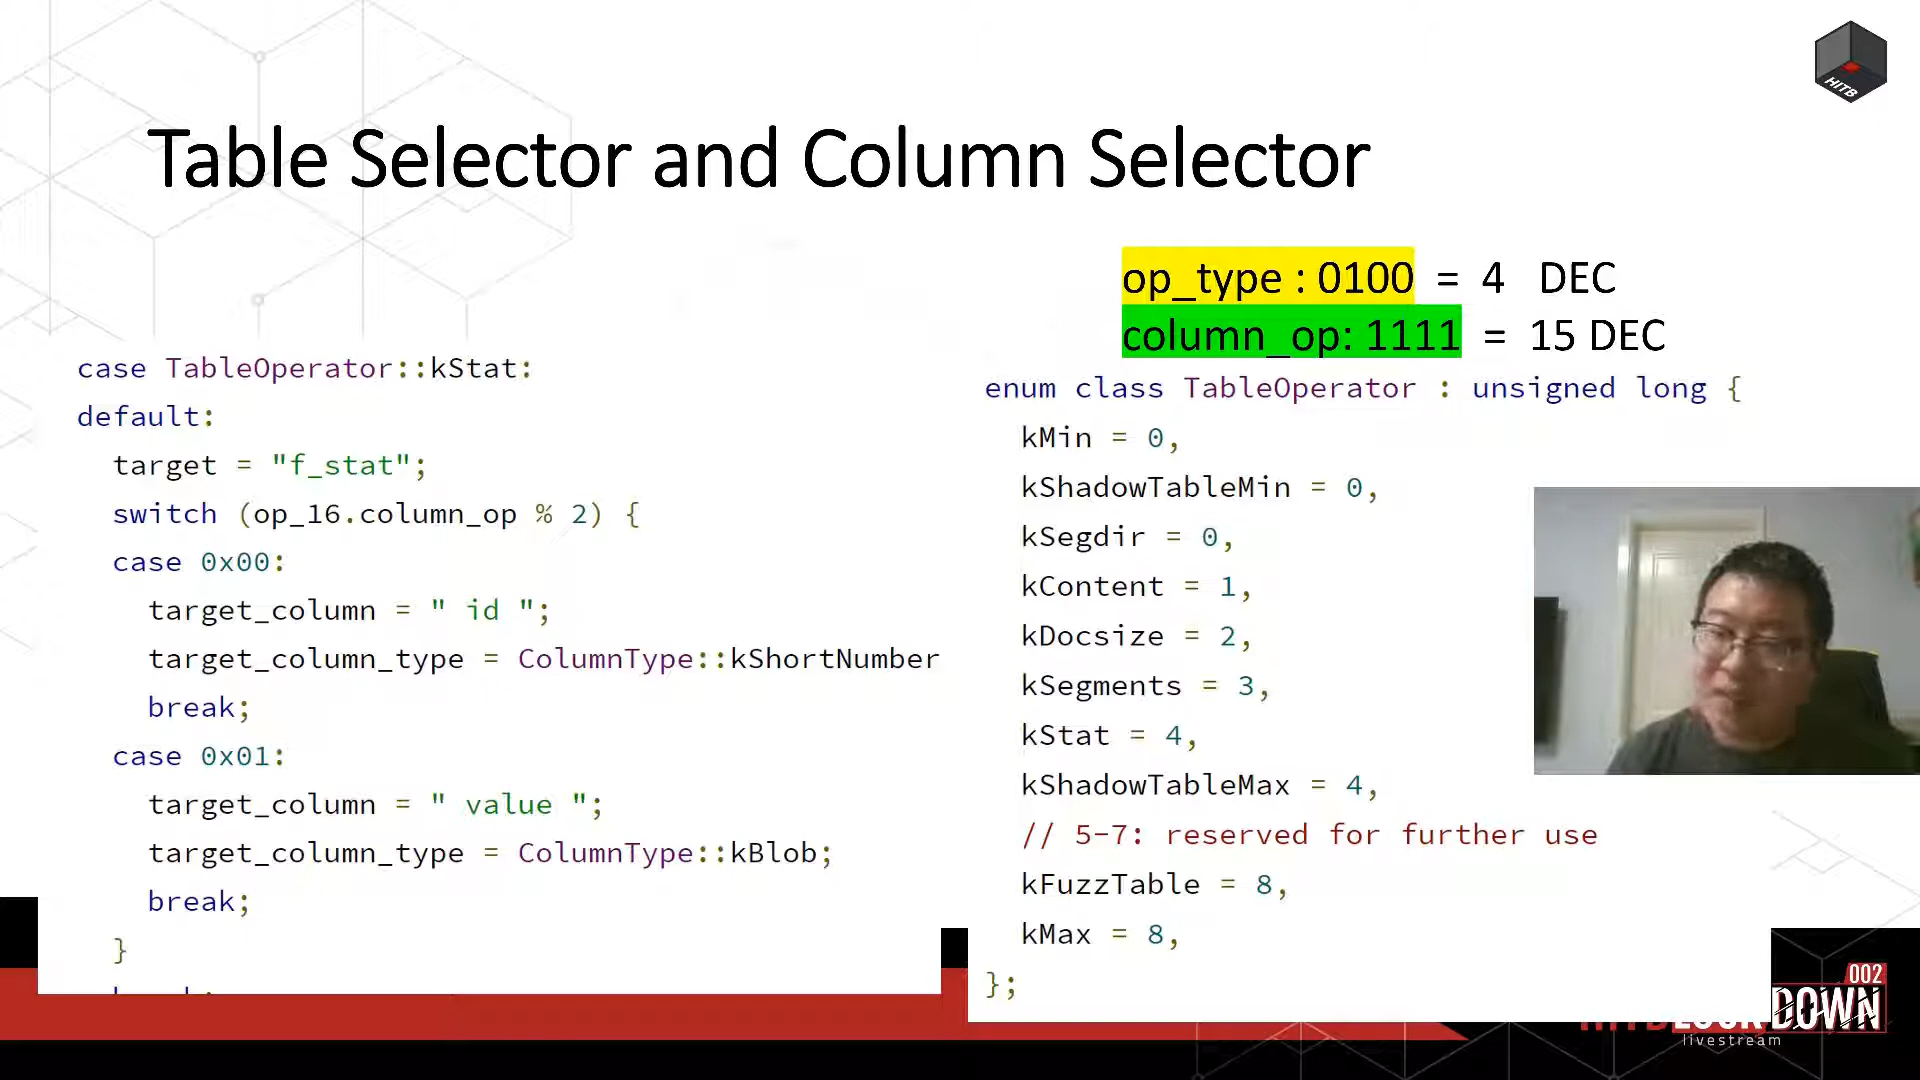 HITB
Table Selector and Column Selector
op_type : 0100 = 4 DEC
column_op: 1111 = 15 DEC
case TableOperator::kStat:
default:
target = "f_stat";
switch (op_16.column_op % 2) {
case 0x00:
target_column = " id ";
target_column_type = ColumnType::kShortNumber
break;
case 0x01:
target_column = " value ";
target_column_type = ColumnType::kBlob;
break;
}
enum class TableOperator : unsigned long {
kMin = 0,
kShadowTableMin = 0,
kSegdir = 0,
kContent = 1,
kDocsize = 2,
kSegments = 3,
kStat = 4,
kShadowTableMax = 4,
// 5-7: reserved for further use
kFuzzTable = 8,
kMax = 8,
};
002
DOWN
livestream